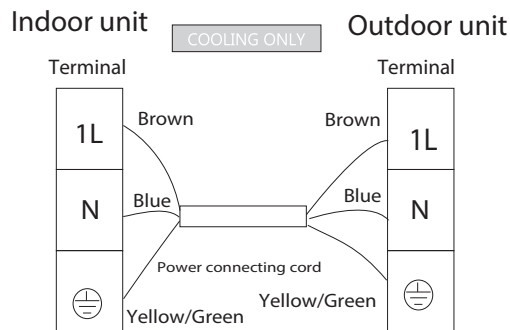 Indoor unit
COOLING ONLY
Outdoor unit
Terminal
Terminal
1L
Brown
Brown
1L
N
Blue
Blue
N
Power connecting cord
Yellow/Green
Yellow/Green